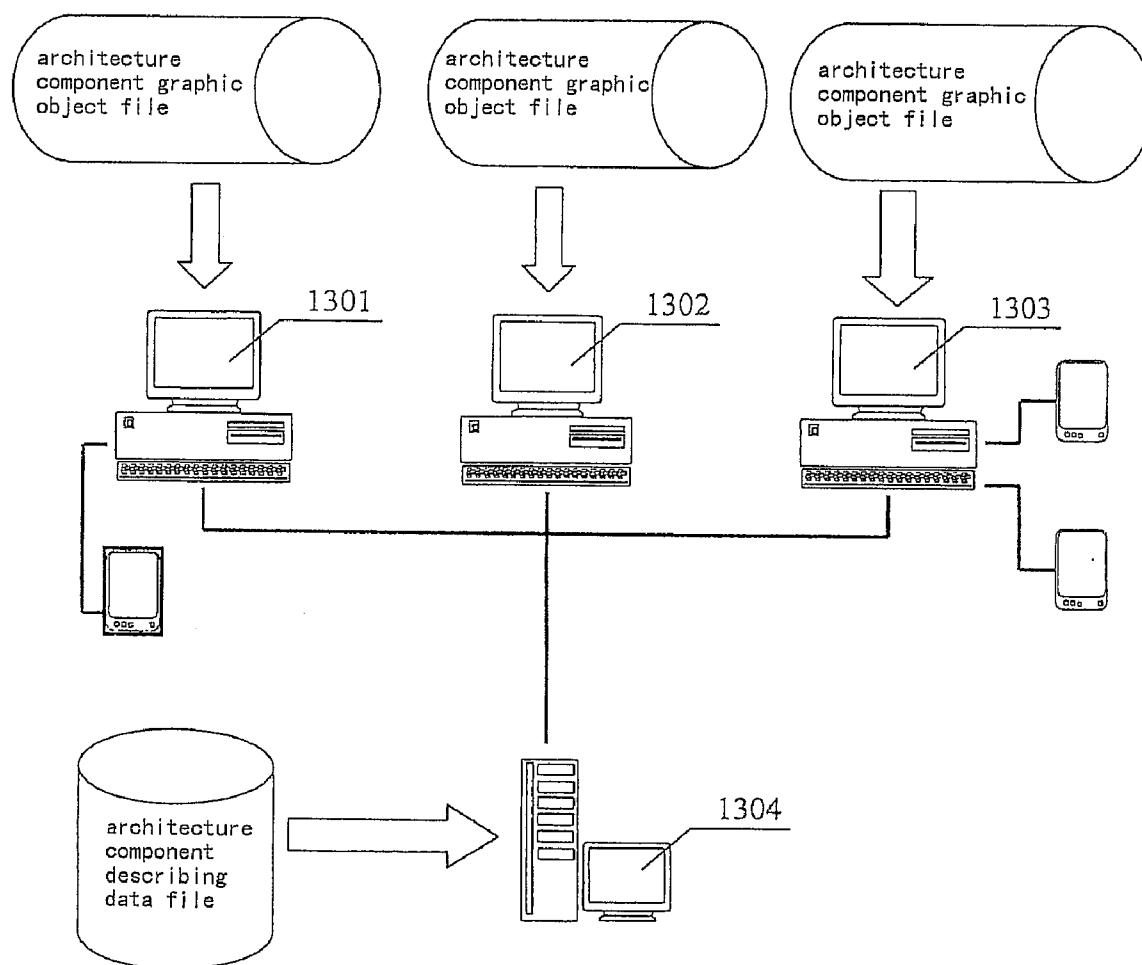 architecture
component graphic
object file
architecture
component graphic
object file
architecture
component graphic
object file
1301
1302
1303
architecture
component
describing
data file
1304